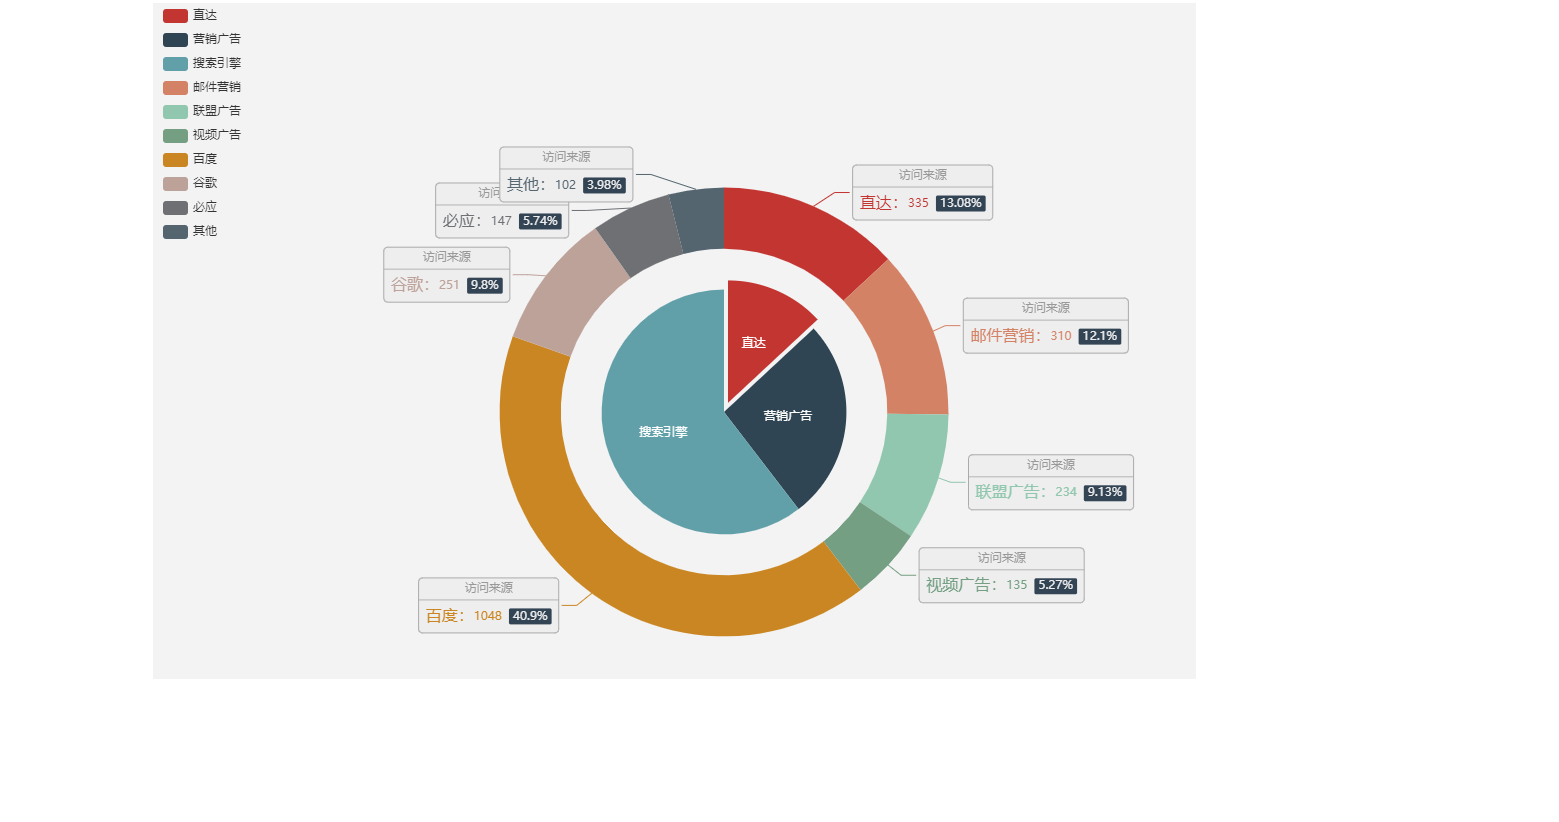 直达
营销广告
搜索引擎
邮件营销
联盟广告
视频广告
百度
谷歌
必应
其他
访问来源
其他：102 3.98%
访问来源
直达：335 13.08%
访问
必应：147 5.74%
访问来源
谷歌：251 9.8%
访问来源
邮件营销：310 12.1%
直达
营销广告
搜索引擎
访问来源
联盟广告：234 9.13%
访问来源
视频广告：135 5.27%
访问来源
百度：1048 40.9%